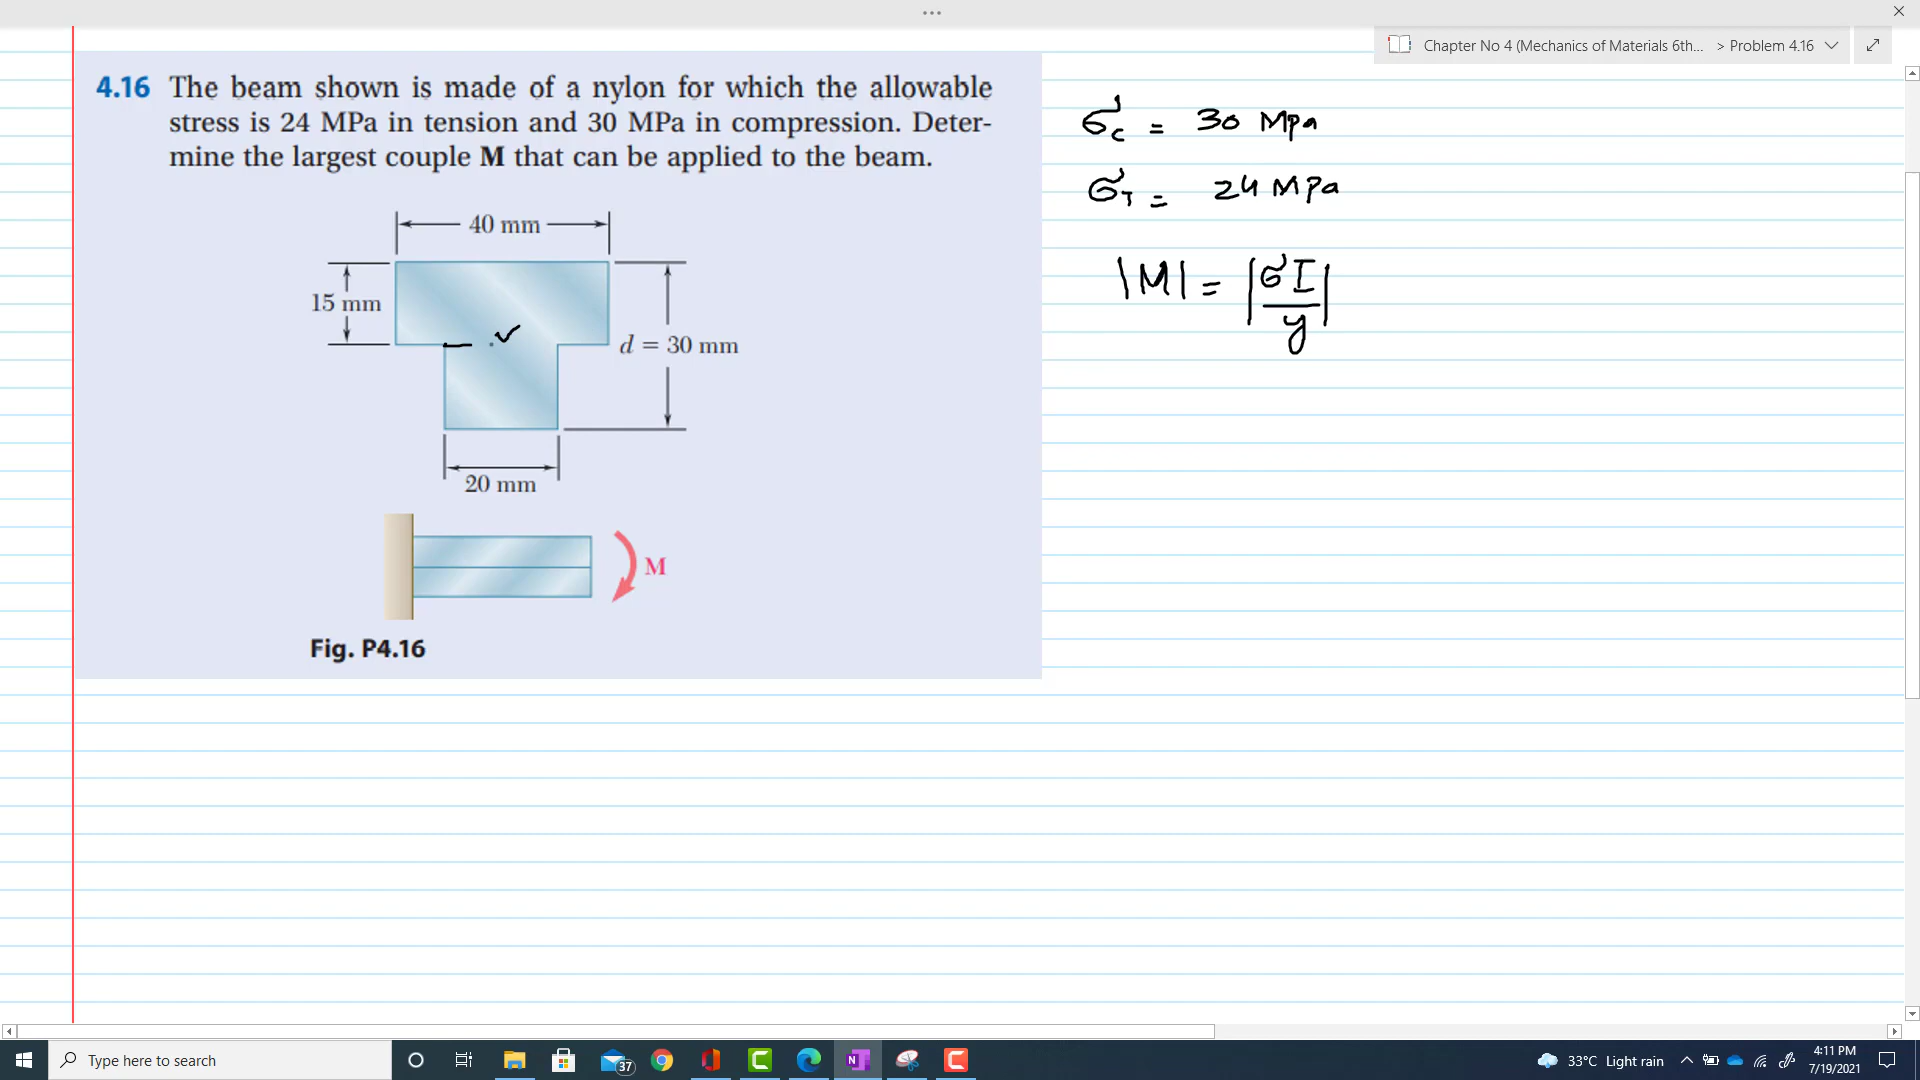 Chapter No 4 (Mechanics of Materials 6th... > Problem 4.16
4.16 The beam shown is made of a nylon for which the allowable
stress is 24 MPa in tension and 30 MPa in compression. Deter-
mine the largest couple M that can be applied to the beam.
40 mm
15 mm
d = 30 mm
20 mm
M
Fig. P4.16
σc = 30 Mpa
σT = 24 MPa
|M| = |σI/y|
Type here to search
37
33°C Light rain
4:11 PM
7/19/2021